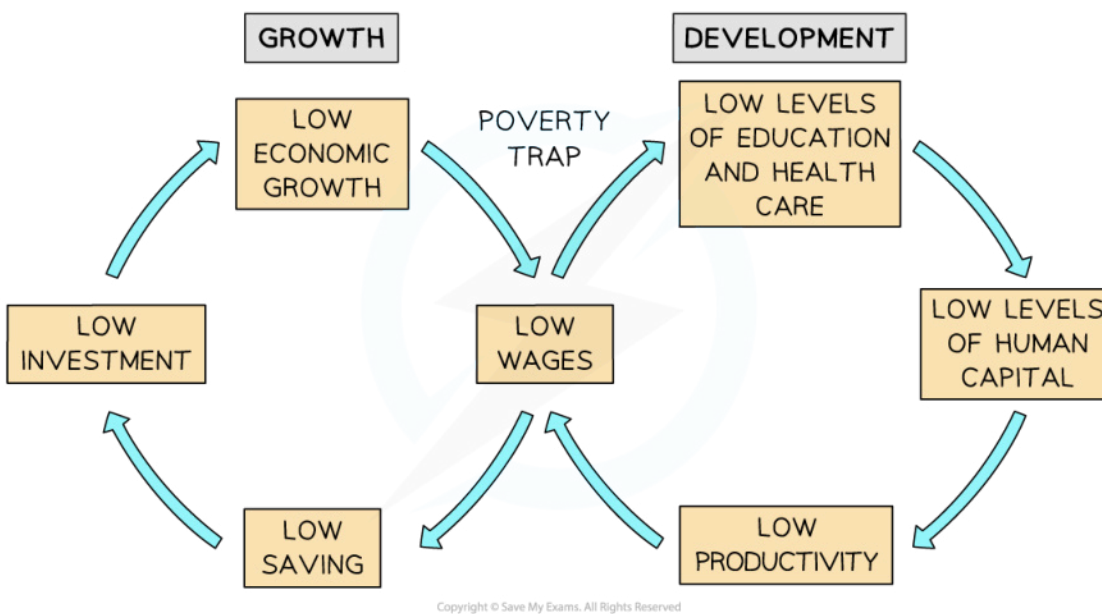 GROWTH
DEVELOPMENT
LOW
ECONOMIC
GROWTH
POVERTY
TRAP
LOW LEVELS
OF EDUCATION
AND HEALTH
CARE
LOW
INVESTMENT
LOW
WAGES
LOW LEVELS
OF HUMAN
CAPITAL
LOW
SAVING
LOW
PRODUCTIVITY
Copyright © Save My Exams. All Rights Reserved